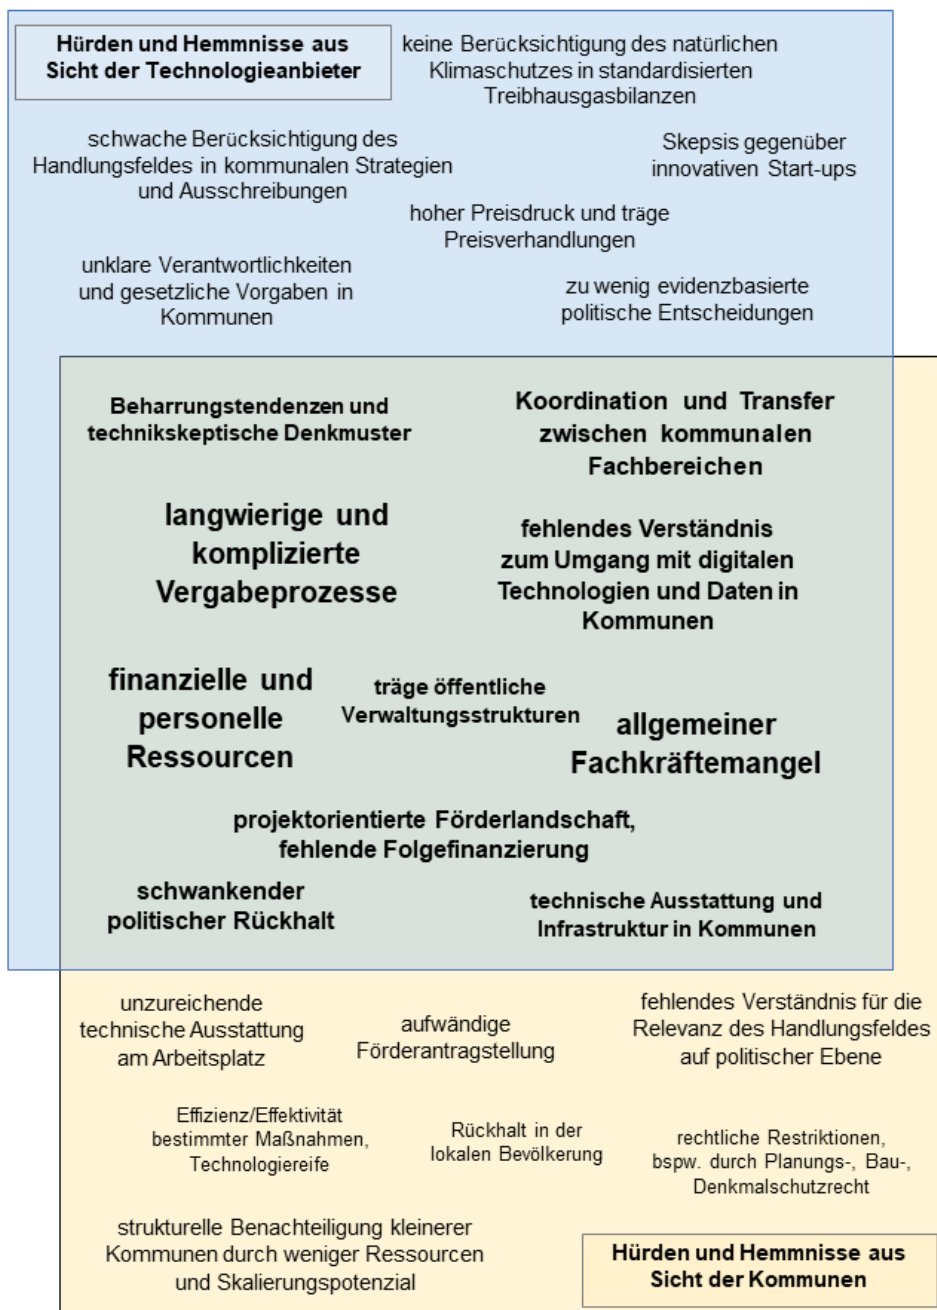 Hürden und Hemmnisse aus
Sicht der Technologieanbieter
keine Berücksichtigung des natürlichen
Klimaschutzes in standardisierten
Treibhausgasbilanzen
schwache Berücksichtigung des
Handlungsfeldes in kommunalen Strategien
und Ausschreibungen
Skepsis gegenüber
innovativen Start-ups
hoher Preisdruck und träge
Preisverhandlungen
unklare Verantwortlichkeiten
und gesetzliche Vorgaben in
Kommunen
zu wenig evidenzbasierte
politische Entscheidungen
Beharrungstendenzen und
technikskeptische Denkmuster
Koordination und Transfer
zwischen kommunalen
Fachbereichen
langwierige und
komplizierte
Vergabeprozesse
fehlendes Verständnis
zum Umgang mit digitalen
Technologien und Daten in
Kommunen
finanzielle und
personelle
Ressourcen
träge öffentliche
Verwaltungsstrukturen
allgemeiner
Fachkräftemangel
projektorientierte Förderlandschaft,
fehlende Folgefinanzierung
schwankender
politischer Rückhalt
technische Ausstattung und
Infrastruktur in Kommunen
unzureichende
technische Ausstattung
am Arbeitsplatz
aufwändige
Förderantragstellung
fehlendes Verständnis für die
Relevanz des Handlungsfeldes
auf politischer Ebene
Effizienz/Effektivität
bestimmter Maßnahmen,
Technologiereife
Rückhalt in der
lokalen Bevölkerung
rechtliche Restriktionen,
bspw. durch Planungs-, Bau-,
Denkmalschutzrecht
strukturelle Benachteiligung kleinerer
Kommunen durch weniger Ressourcen
und Skalierungspotenzial
Hürden und Hemmnisse aus
Sicht der Kommunen